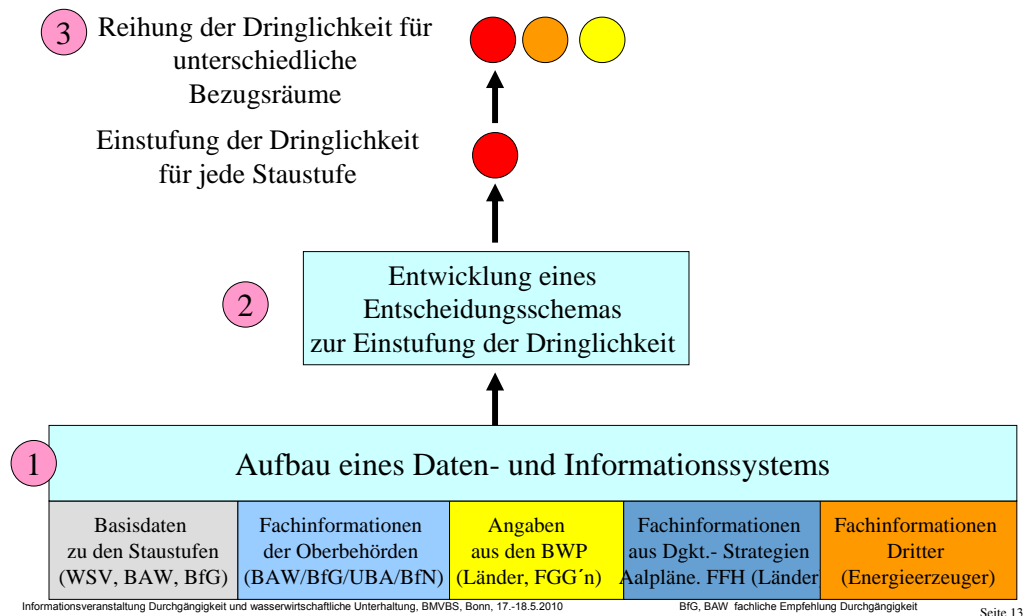 3
Reihung der Dringlichkeit für
unterschiedliche
Bezugsräume
Einstufung der Dringlichkeit
für jede Staustufe
2
Entwicklung eines
Entscheidungsschemas
zur Einstufung der Dringlichkeit
1
Aufbau eines Daten- und Informationssystems
Basisdaten
zu den Staustufen
(WSV, BAW, BfG)
Fachinformationen
der Oberbehörden
(BAW/BfG/UBA/BfN)
Angaben
aus den BWP
(Länder, FGG´n)
Fachinformationen
aus Dgkt.- Strategien
Aalpläne. FFH (Länder
Fachinformationen
Dritter
(Energieerzeuger)
Informationsveranstaltung Durchgängigkeit und wasserwirtschaftliche Unterhaltung, BMVBS, Bonn, 17.-18.5.2010
BfG, BAW fachliche Empfehlung Durchgängigkeit
Seite 13